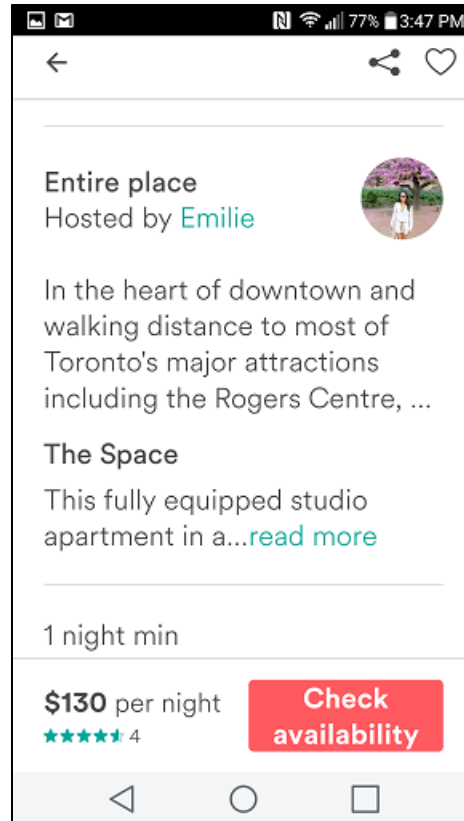 77% 3:47 PM
Entire place
Hosted by Emilie
In the heart of downtown and
walking distance to most of
Toronto's major attractions
including the Rogers Centre, ...
The Space
This fully equipped studio
apartment in a...read more
1 night min
$130 per night
4
Check
availability